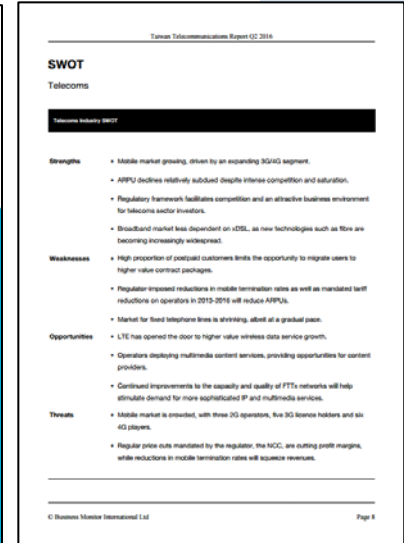 Taiwan Telecommunications Report Q2 2016
SWOT
Telecoms
Telecoms Industry SWOT
Strengths
• Mobile market growing, driven by an expanding 3G/4G segment.
• ARPU declines relatively subdued despite intense competition and saturation.
• Regulatory framework facilitates competition and an attractive business environment
for telecoms sector investors.
• Broadband market less dependent on xDSL, as new technologies such as fibre are
becoming increasingly widespread.
Weaknesses
• High proportion of postpaid customers limits the opportunity to migrate users to
higher value contract packages.
• Regulator-imposed reductions in mobile termination rates as well as mandated tariff
reductions on operators in 2013-2016 will reduce ARPUs.
• Market for fixed telephone lines is shrinking, albeit at a gradual pace.
Opportunities
• LTE has opened the door to higher value wireless data service growth.
• Operators deploying multimedia content services, providing opportunities for content
providers.
• Continued improvements to the capacity and quality of FTTx networks will help
stimulate demand for more sophisticated IP and multimedia services.
Threats
• Mobile market is crowded, with three 2G operators, five 3G licence holders and six
4G players.
• Regular price cuts mandated by the regulator, the NCC, are cutting profit margins,
while reductions in mobile termination rates will squeeze revenues.
© Business Monitor International Ltd
Page 8